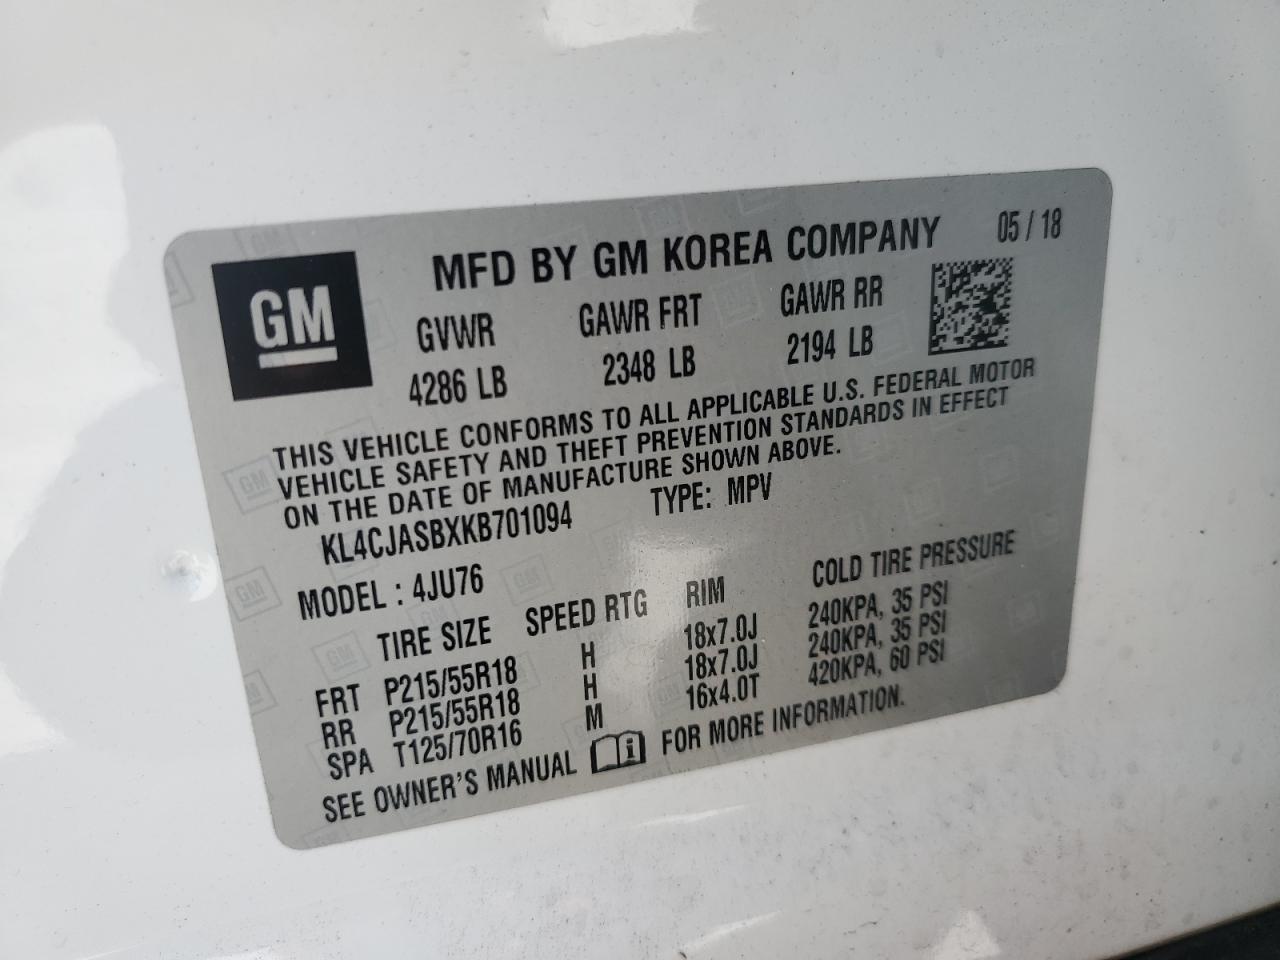 MFD BY GM KOREA COMPANY 05 / 18
GM
GVWR GAWR FRT GAWR RR
4286 LB 2348 LB 2194 LB
THIS VEHICLE CONFORMS TO ALL APPLICABLE U.S. FEDERAL MOTOR
VEHICLE SAFETY AND THEFT PREVENTION STANDARDS IN EFFECT
ON THE DATE OF MANUFACTURE SHOWN ABOVE.
KL4CJASBXKB701094 TYPE: MPV
MODEL : 4JU76
TIRE SIZE SPEED RTG RIM COLD TIRE PRESSURE
FRT P215/55R18 H 18x7.0J 240KPA, 35 PSI
RR P215/55R18 H 18x7.0J 240KPA, 35 PSI
SPA T125/70R16 M 16x4.0T 420KPA, 60 PSI
SEE OWNER'S MANUAL FOR MORE INFORMATION.